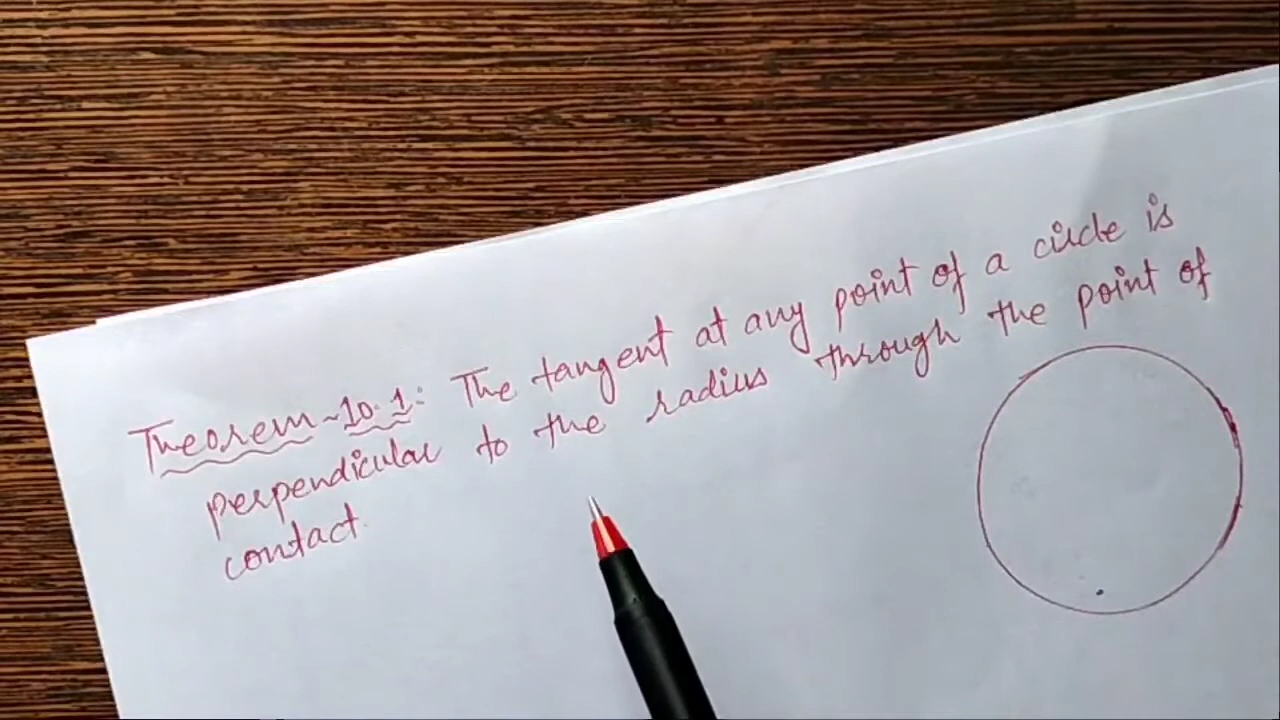 Theorem-10.1: The tangent at any point of a circle is
perpendicular to the radius through the point of
contact.